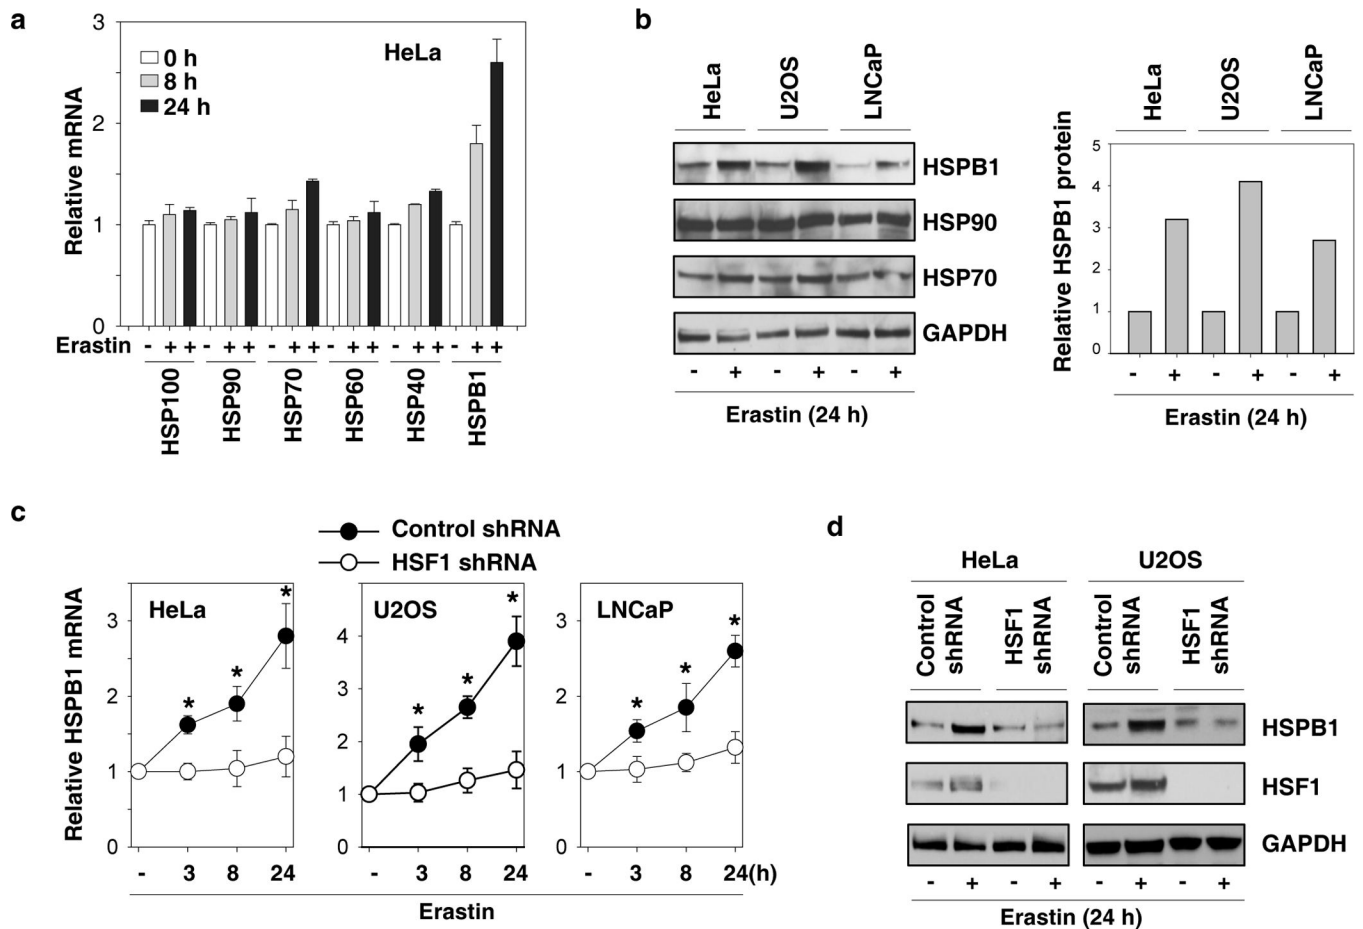 a
HeLa
0 h
8 h
24 h
Relative mRNA
3
2
1
0
Erastin - + + - + + - + + - + + - + + - + +
HSP100 HSP90 HSP70 HSP60 HSP40 HSPB1
b
HeLa U2OS LNCaP
HSPB1
HSP90
HSP70
GAPDH
- + - + - +
Erastin (24 h)
HeLa U2OS LNCaP
Relative HSPB1 protein
5
4
3
2
1
0
- + - + - +
Erastin (24 h)
c
Control shRNA
HSF1 shRNA
Relative HSPB1 mRNA
HeLa
3
2
1
0
* * *
- 3 8 24
U2OS
4
3
2
1
0
* * *
- 3 8 24
LNCaP
3
2
1
0
* * *
- 3 8 24(h)
Erastin
d
HeLa U2OS
Control shRNA HSF1 shRNA Control shRNA HSF1 shRNA
HSPB1
HSF1
GAPDH
- + - + - + - +
Erastin (24 h)